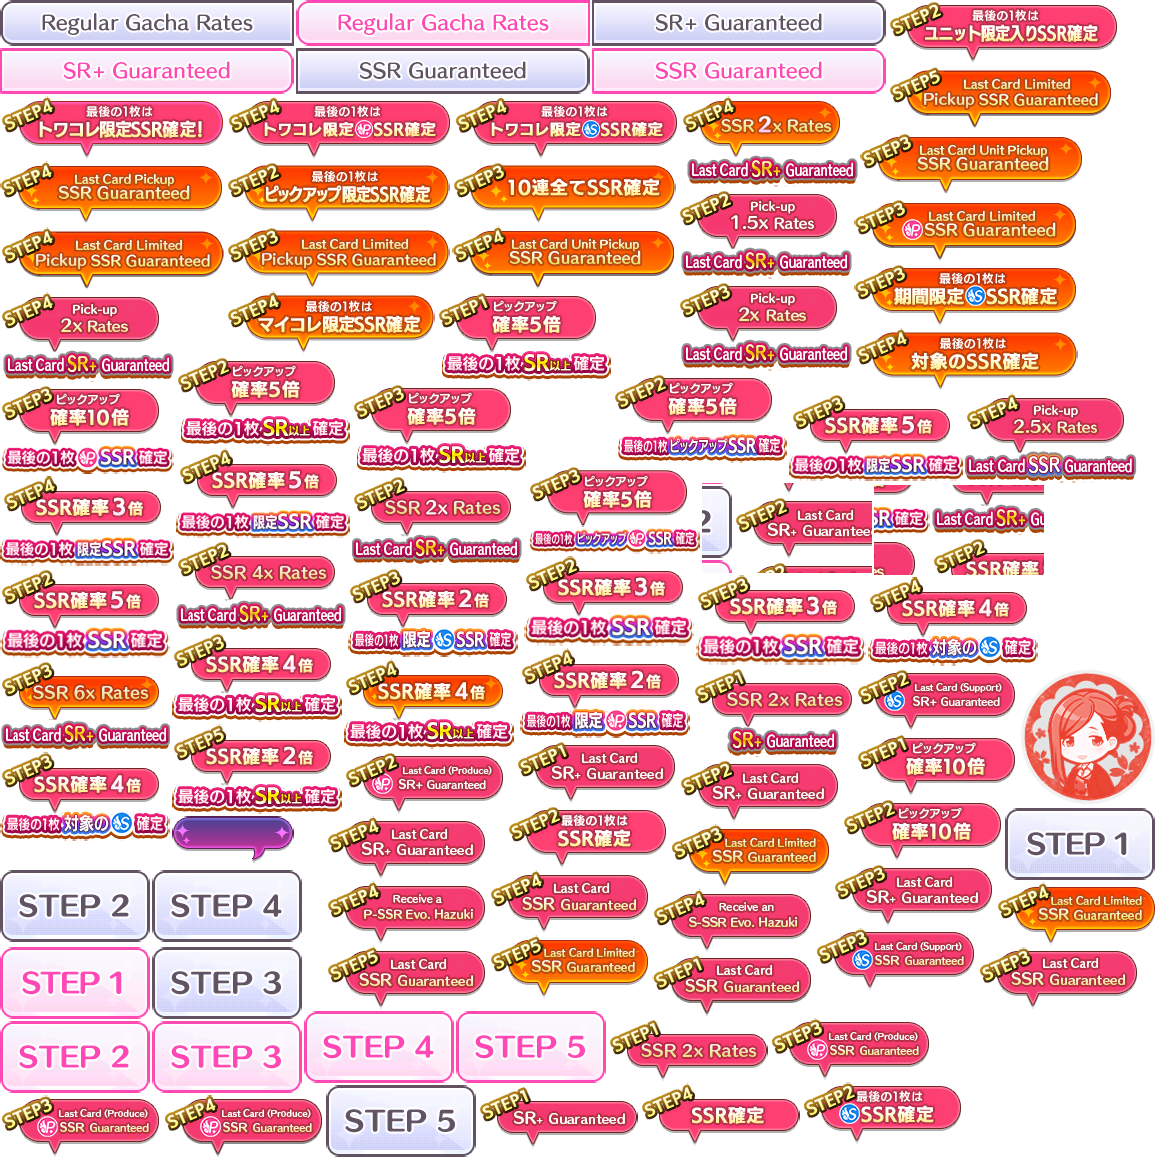 Regular Gacha Rates
Regular Gacha Rates
SR+ Guaranteed
STEP2
最後の1枚は
ユニット限定入りSSR確定
SR+ Guaranteed
SSR Guaranteed
SSR Guaranteed
STEP5
Last Card Limited
Pickup SSR Guaranteed
STEP4
最後の1枚は
トワコレ限定SSR確定!
STEP4
最後の1枚は
トワコレ限定PSSR確定
STEP4
最後の1枚は
トワコレ限定SSSR確定
STEP4
SSR 2x Rates
Last Card SR+ Guaranteed
STEP3
Last Card Unit Pickup
SSR Guaranteed
STEP4
Last Card Pickup
SSR Guaranteed
STEP2
最後の1枚は
ピックアップ限定SSR確定
STEP3
10連全てSSR確定
STEP2
Pick-up
1.5x Rates
Last Card SR+ Guaranteed
STEP3
Last Card Limited
PSSR Guaranteed
STEP4
Last Card Limited
Pickup SSR Guaranteed
STEP3
Last Card Limited
Pickup SSR Guaranteed
STEP4
Last Card Unit Pickup
SSR Guaranteed
STEP3
Pick-up
2x Rates
Last Card SR+ Guaranteed
STEP3
最後の1枚は
期間限定SSSR確定
STEP4
Pick-up
2x Rates
Last Card SR+ Guaranteed
STEP4
最後の1枚は
マイコレ限定SSR確定
STEP1
ピックアップ
確率5倍
最後の1枚SR以上確定
STEP4
最後の1枚は
対象のSSR確定
STEP3
ピックアップ
確率10倍
最後の1枚PSSR確定
STEP2
ピックアップ
確率5倍
最後の1枚SR以上確定
STEP3
ピックアップ
確率5倍
最後の1枚SR以上確定
STEP2
ピックアップ
確率5倍
最後の1枚ピックアップSSR確定
STEP3
SSR確率5倍
最後の1枚限定SSR確定
STEP4
Pick-up
2.5x Rates
Last Card SSR Guaranteed
STEP4
SSR確率3倍
最後の1枚限定SSR確定
STEP4
SSR確率5倍
最後の1枚限定SSR確定
STEP2
SSR 2x Rates
Last Card SR+ Guaranteed
STEP3
ピックアップ
確率5倍
最後の1枚ピックアップPSSR確定
2
STEP2
Last Card
SR+ Guarantee
SR確定
Last Card SR+ Gu
STEP2
SSR確率
STEP2
SSR確率5倍
最後の1枚SSR確定
STEP2
SSR 4x Rates
Last Card SR+ Guaranteed
STEP3
SSR確率2倍
最後の1枚限定SSSR確定
STEP2
SSR確率3倍
最後の1枚SSR確定
STEP3
SSR確率3倍
最後の1枚SSR確定
STEP4
SSR確率4倍
最後の1枚対象のS確定
STEP3
SSR 6x Rates
Last Card SR+ Guaranteed
STEP3
SSR確率4倍
最後の1枚SR以上確定
STEP4
SSR確率4倍
最後の1枚SR以上確定
STEP4
SSR確率2倍
最後の1枚限定PSSR確定
STEP1
SSR 2x Rates
SR+ Guaranteed
STEP2
Last Card (Support)
SSR+ Guaranteed
STEP3
SSR確率4倍
最後の1枚対象のS確定
STEP5
SSR確率2倍
最後の1枚SR以上確定
STEP2
Last Card (Produce)
PSR+ Guaranteed
STEP1
Last Card
SR+ Guaranteed
STEP2
Last Card
SR+ Guaranteed
STEP1
ピックアップ
確率10倍
STEP4
Last Card
SR+ Guaranteed
STEP2
最後の1枚は
SSR確定
STEP3
Last Card Limited
SSR Guaranteed
STEP2
ピックアップ
確率10倍
STEP 1
STEP 2
STEP 4
STEP4
Receive a
P-SSR Evo. Hazuki
STEP4
Last Card
SSR Guaranteed
STEP4
Receive an
S-SSR Evo. Hazuki
STEP3
Last Card
SR+ Guaranteed
STEP4
Last Card Limited
SSR Guaranteed
STEP 1
STEP 3
STEP5
Last Card
SSR Guaranteed
STEP5
Last Card Limited
SSR Guaranteed
STEP1
Last Card
SSR Guaranteed
STEP3
Last Card (Support)
SSSR Guaranteed
STEP3
Last Card
SSR Guaranteed
STEP 2
STEP 3
STEP 4
STEP 5
STEP1
SSR 2x Rates
STEP3
Last Card (Produce)
PSSR Guaranteed
STEP3
Last Card (Produce)
PSSR Guaranteed
STEP4
Last Card (Produce)
PSSR Guaranteed
STEP 5
STEP1
SR+ Guaranteed
STEP4
SSR確定
STEP2
最後の1枚は
SSSR確定